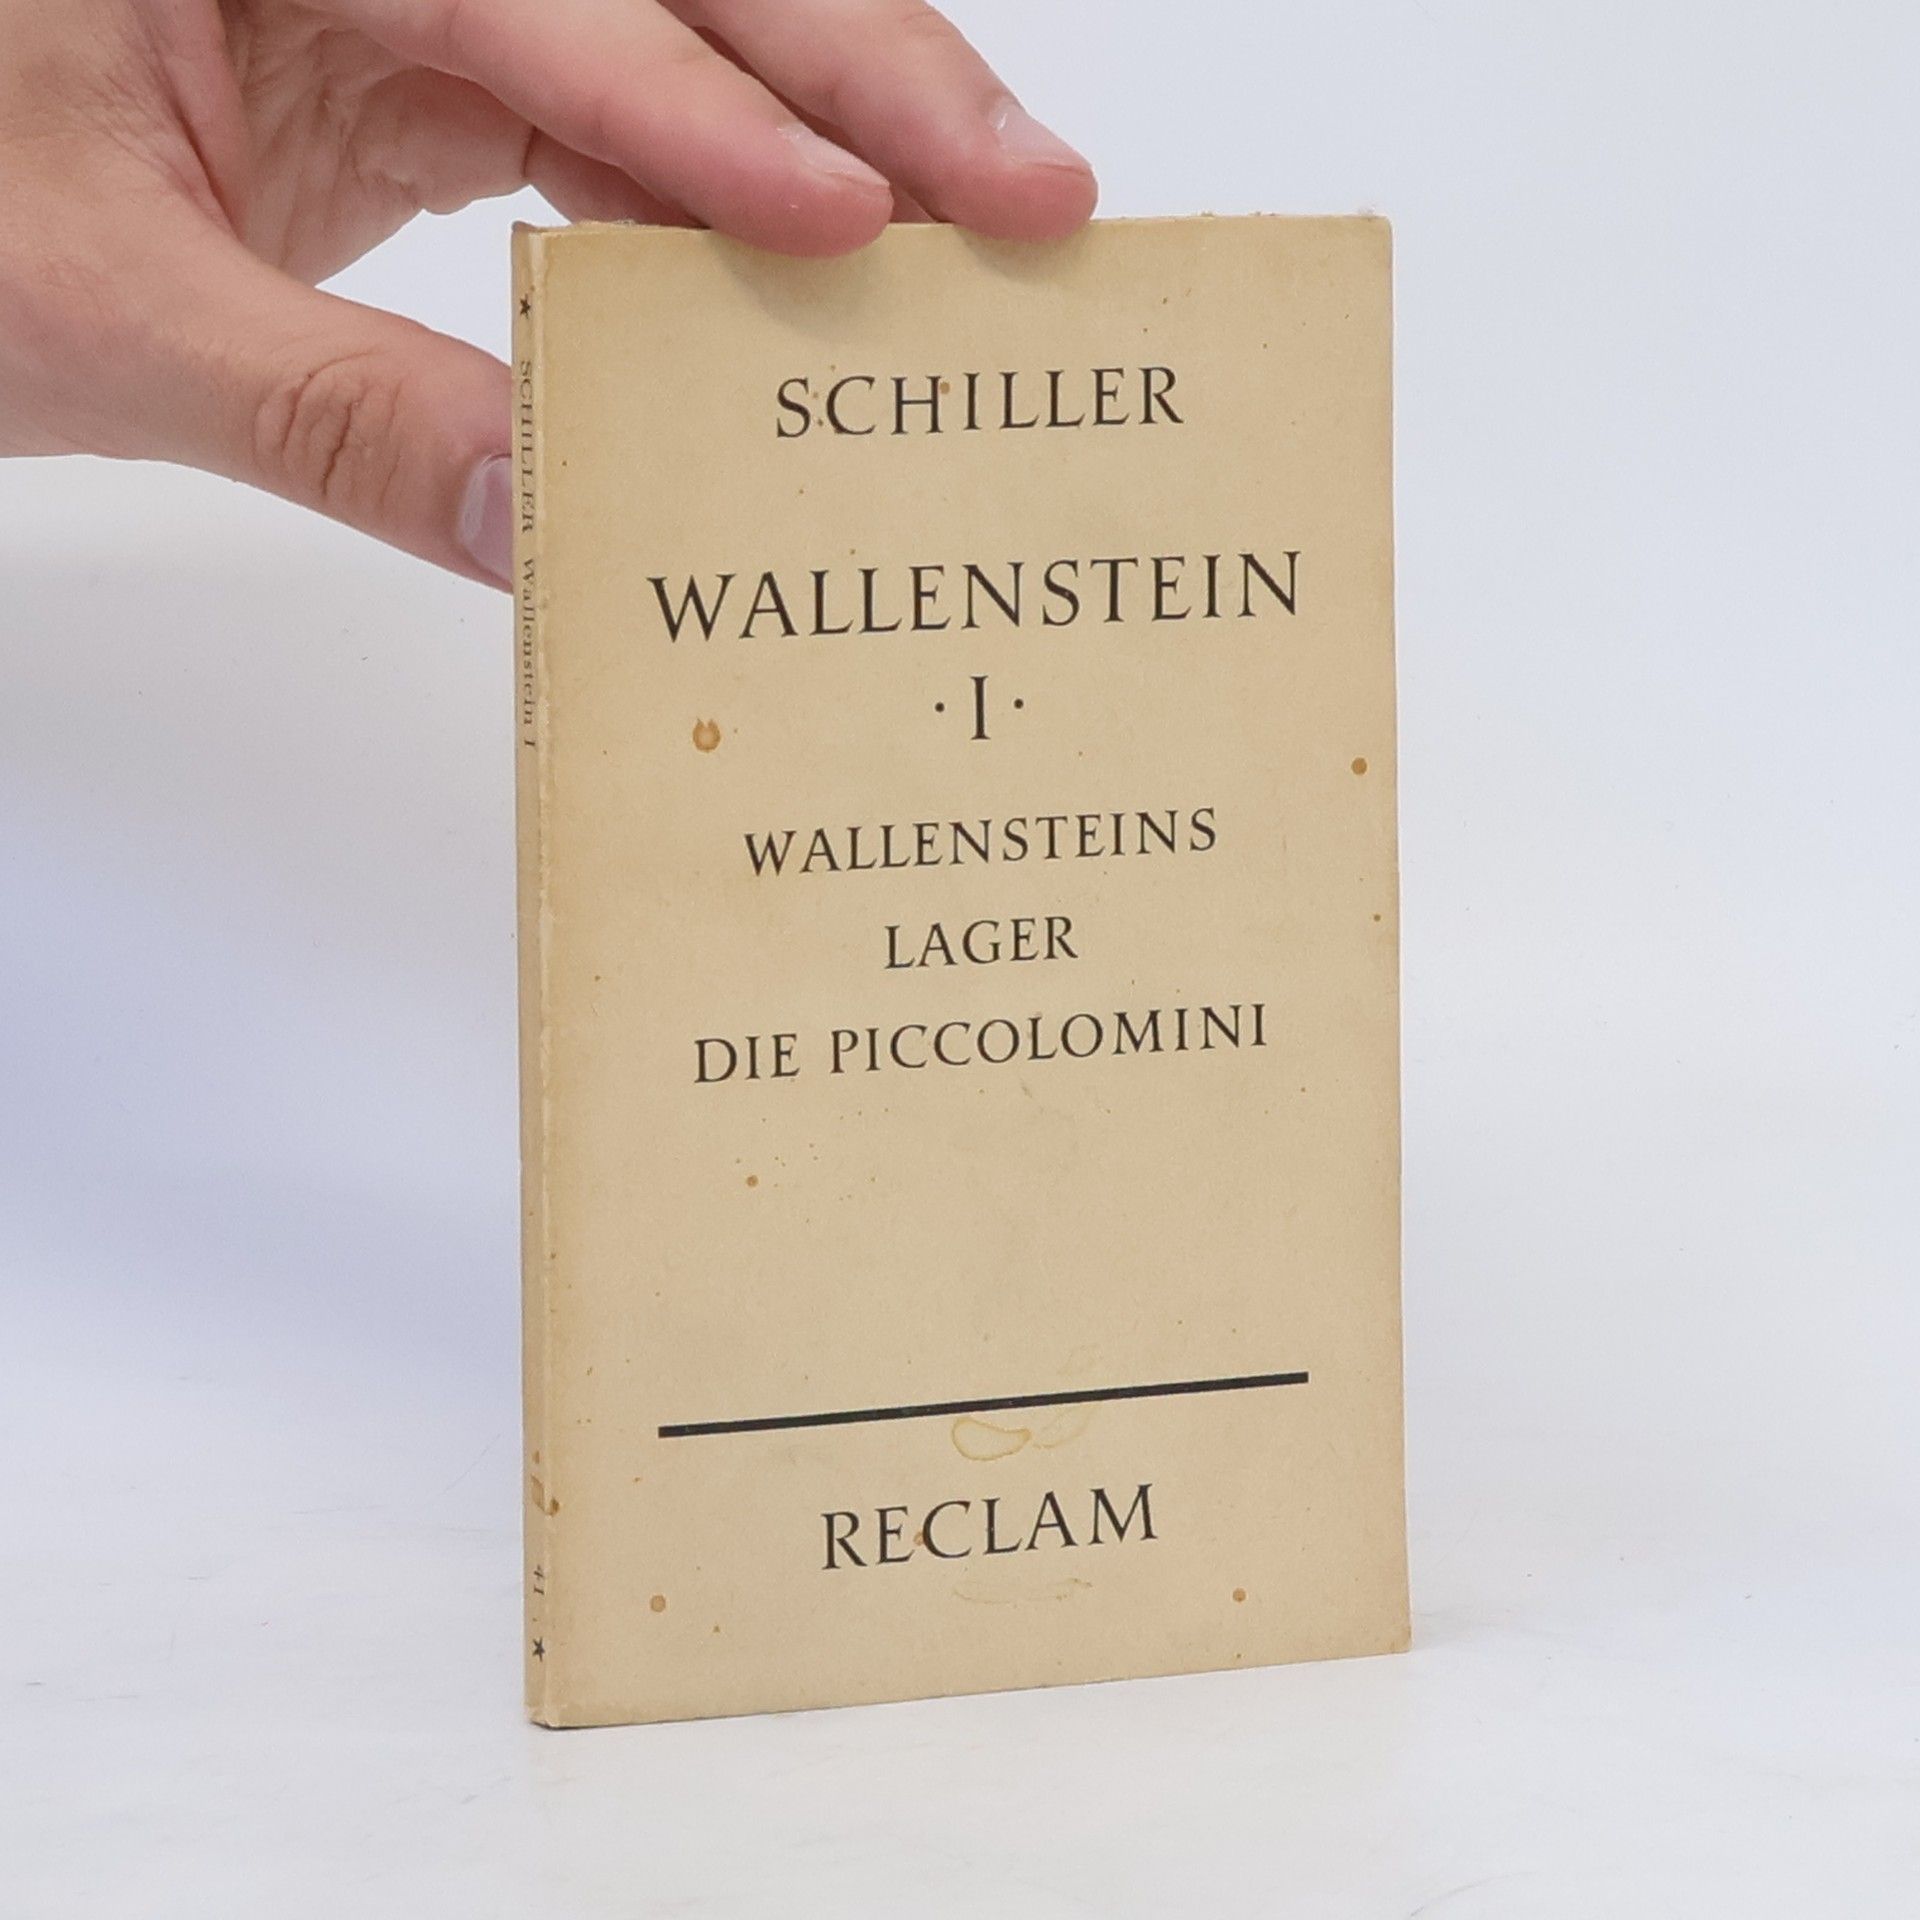 SCHILLER
WALLENSTEIN
· I ·
WALLENSTEINS
LAGER
DIE PICCOLOMINI
RECLAM
★ SCHILLER Wallenstein I
41 ★